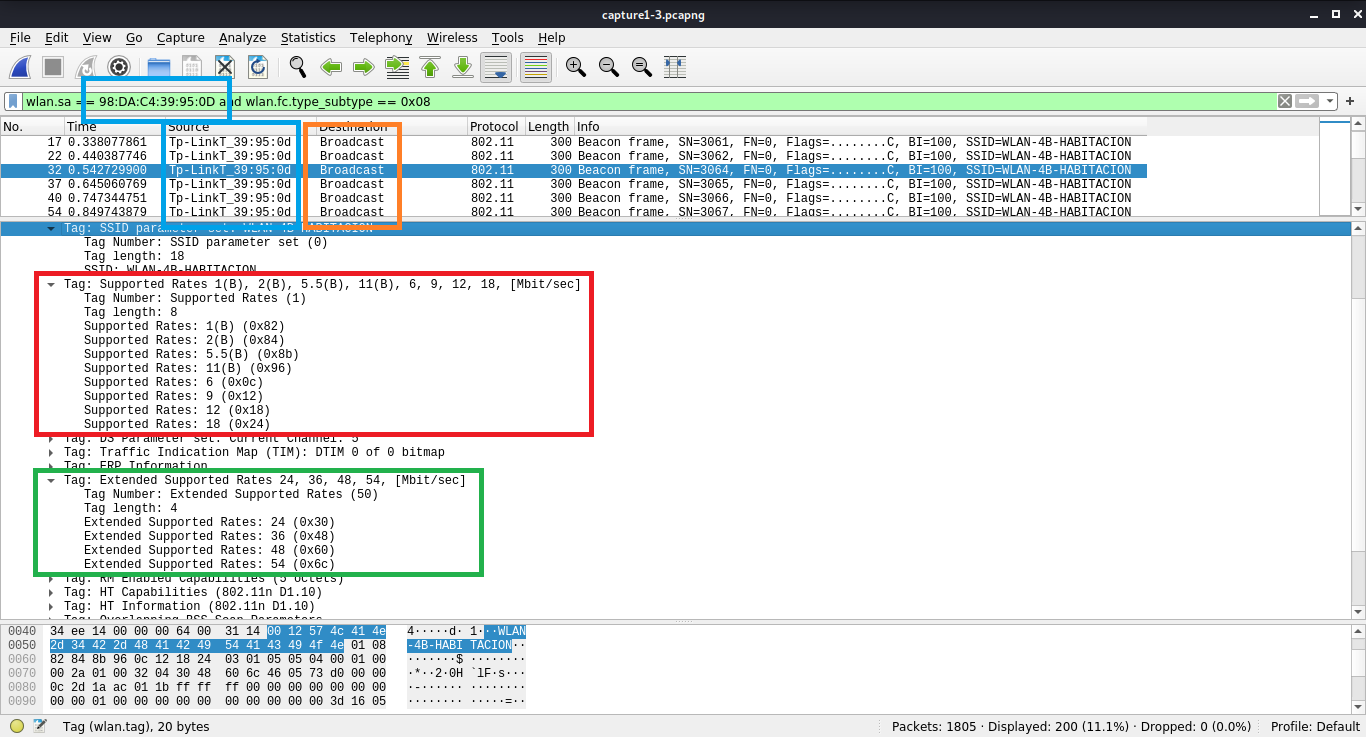 capture1-3.pcapng
File Edit View Go Capture Analyze Statistics Telephony Wireless Tools Help
wlan.sa == 98:DA:C4:39:95:0D and wlan.fc.type_subtype == 0x08
No. Time Source Destination Protocol Length Info
17 0.338077861 Tp-LinkT_39:95:0d Broadcast 802.11 300 Beacon frame, SN=3061, FN=0, Flags=........C, BI=100, SSID=WLAN-4B-HABITACION
22 0.440387746 Tp-LinkT_39:95:0d Broadcast 802.11 300 Beacon frame, SN=3062, FN=0, Flags=........C, BI=100, SSID=WLAN-4B-HABITACION
32 0.542729900 Tp-LinkT_39:95:0d Broadcast 802.11 300 Beacon frame, SN=3064, FN=0, Flags=........C, BI=100, SSID=WLAN-4B-HABITACION
37 0.645060769 Tp-LinkT_39:95:0d Broadcast 802.11 300 Beacon frame, SN=3065, FN=0, Flags=........C, BI=100, SSID=WLAN-4B-HABITACION
40 0.747344751 Tp-LinkT_39:95:0d Broadcast 802.11 300 Beacon frame, SN=3066, FN=0, Flags=........C, BI=100, SSID=WLAN-4B-HABITACION
54 0.849743879 Tp-LinkT_39:95:0d Broadcast 802.11 300 Beacon frame, SN=3067, FN=0, Flags=........C, BI=100, SSID=WLAN-4B-HABITACION
Tag: SSID parameter set: WLAN-4B-HABITACION
Tag Number: SSID parameter set (0)
Tag length: 18
SSID: WLAN-4B-HABITACION
Tag: Supported Rates 1(B), 2(B), 5.5(B), 11(B), 6, 9, 12, 18, [Mbit/sec]
Tag Number: Supported Rates (1)
Tag length: 8
Supported Rates: 1(B) (0x82)
Supported Rates: 2(B) (0x84)
Supported Rates: 5.5(B) (0x8b)
Supported Rates: 11(B) (0x96)
Supported Rates: 6 (0x0c)
Supported Rates: 9 (0x12)
Supported Rates: 12 (0x18)
Supported Rates: 18 (0x24)
Tag: DS Parameter set: Current Channel: 5
Tag: Traffic Indication Map (TIM): DTIM 0 of 0 bitmap
Tag: ERP Information
Tag: Extended Supported Rates 24, 36, 48, 54, [Mbit/sec]
Tag Number: Extended Supported Rates (50)
Tag length: 4
Extended Supported Rates: 24 (0x30)
Extended Supported Rates: 36 (0x48)
Extended Supported Rates: 48 (0x60)
Extended Supported Rates: 54 (0x6c)
Tag: RM Enabled Capabilities (5 octets)
Tag: HT Capabilities (802.11n D1.10)
Tag: HT Information (802.11n D1.10)
Tag: Overlapping BSS Scan Parameters
0040 34 ee 14 00 00 00 64 00 31 14 00 12 57 4c 41 4e 4·····d· 1···WLAN
0050 2d 34 42 2d 48 41 42 49 54 41 43 49 4f 4e 01 08 -4B-HABI TACION··
0060 82 84 8b 96 0c 12 18 24 03 01 05 05 04 00 01 00 ·······$ ········
0070 00 2a 01 00 32 04 30 48 60 6c 46 05 73 d0 00 00 ·*··2·0H `lF·s···
0080 0c 2d 1a ac 01 1b ff ff ff 00 00 00 00 00 00 00 ·-······ ········
0090 00 00 01 00 00 00 00 00 00 00 00 00 00 3d 16 05 ········ ·····=··
Tag (wlan.tag), 20 bytes
Packets: 1805 · Displayed: 200 (11.1%) · Dropped: 0 (0.0%)
Profile: Default